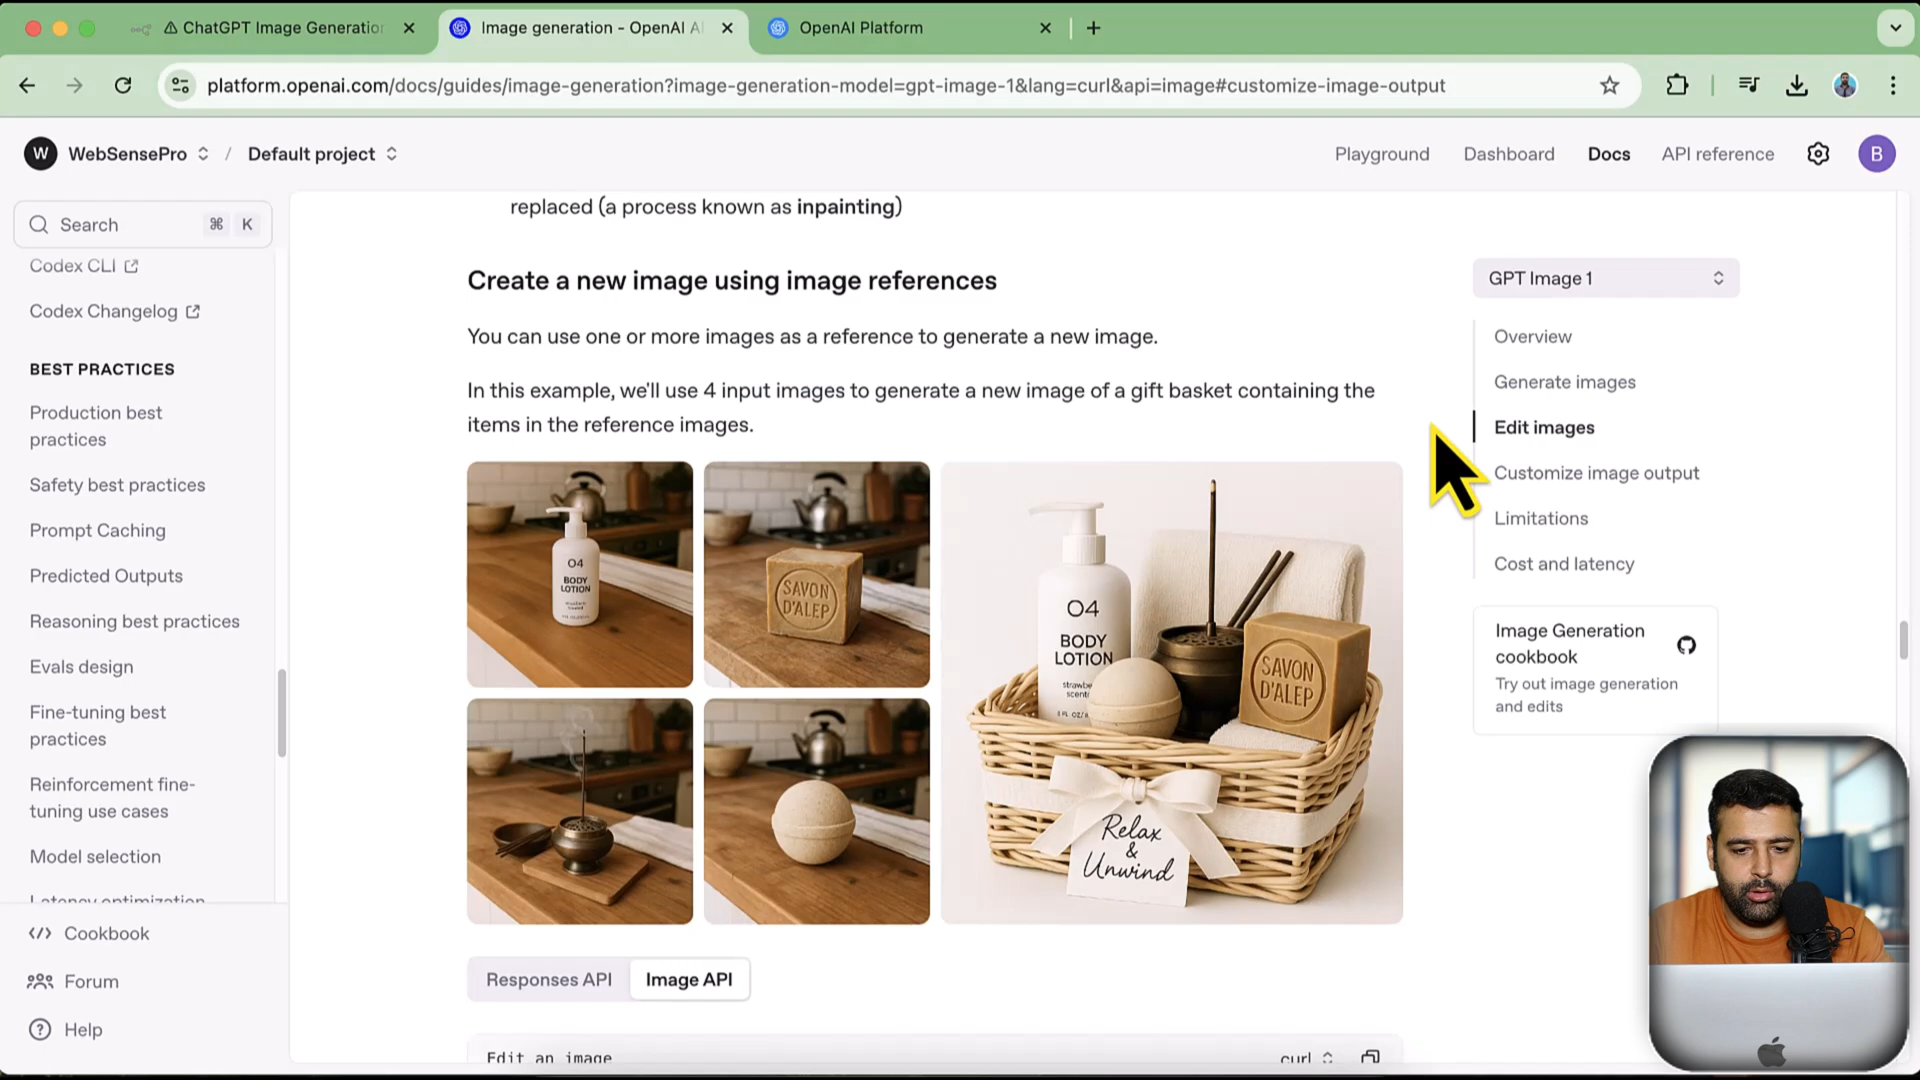 ChatGPT Image Generation
Image generation - OpenAI A
OpenAI Platform
platform.openai.com/docs/guides/image-generation?image-generation-model=gpt-image-1&lang=curl&api=image#customize-image-output
W WebSensePro / Default project
Playground Dashboard Docs API reference B
Search ⌘ K
Codex CLI
Codex Changelog
BEST PRACTICES
Production best
practices
Safety best practices
Prompt Caching
Predicted Outputs
Reasoning best practices
Evals design
Fine-tuning best
practices
Reinforcement fine-
tuning use cases
Model selection
Latency optimization
Cookbook
Forum
Help
replaced (a process known as inpainting)
Create a new image using image references
You can use one or more images as a reference to generate a new image.
In this example, we'll use 4 input images to generate a new image of a gift basket containing the
items in the reference images.
04
BODY
LOTION
SAVON
D'ALEP
04
BODY
LOTION
SAVON
D'ALEP
Relax
&
Unwind
Responses API Image API
Edit an image curl
GPT Image 1
Overview
Generate images
Edit images
Customize image output
Limitations
Cost and latency
Image Generation
cookbook
Try out image generation
and edits